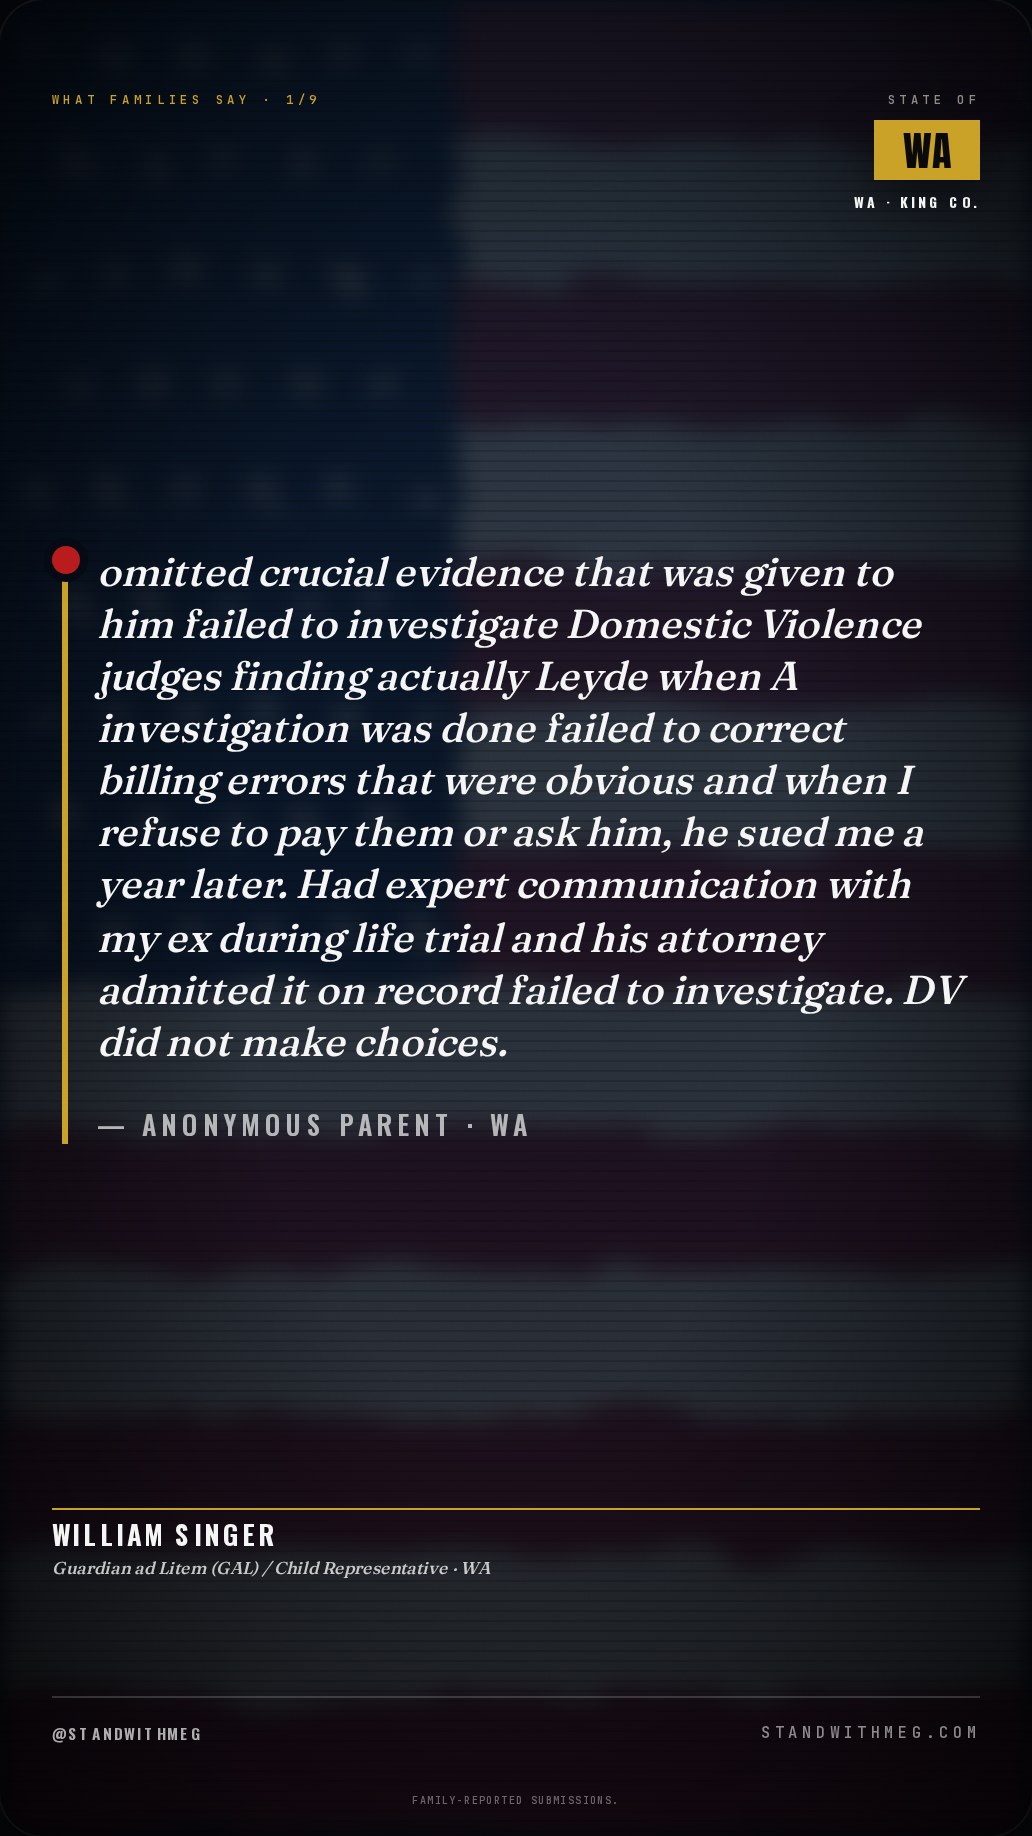 WHAT FAMILIES SAY · 1/9
STATE OF
WA
WA · KING CO.
omitted crucial evidence that was given to
him failed to investigate Domestic Violence
judges finding actually Leyde when A
investigation was done failed to correct
billing errors that were obvious and when I
refuse to pay them or ask him, he sued me a
year later. Had expert communication with
my ex during life trial and his attorney
admitted it on record failed to investigate. DV
did not make choices.
— ANONYMOUS PARENT · WA
WILLIAM SINGER
Guardian ad Litem (GAL) / Child Representative · WA
@STANDWITHMEG
STANDWITHMEG.COM
FAMILY-REPORTED SUBMISSIONS.